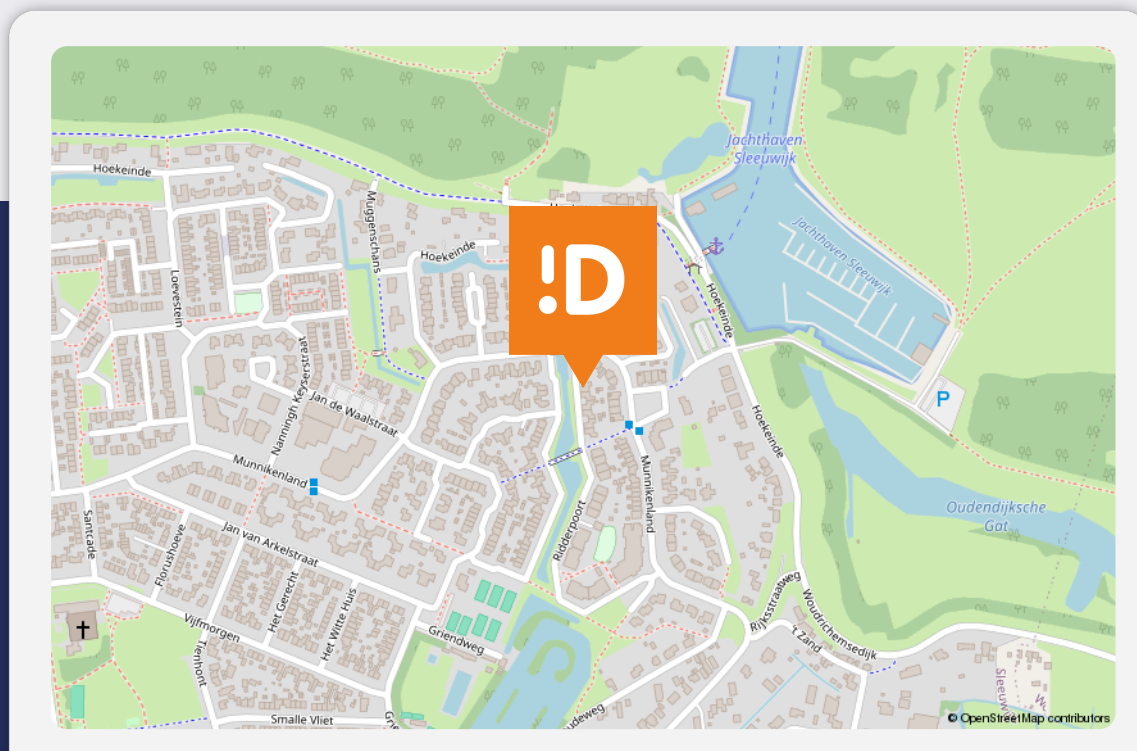 Jachthaven
Sleeuwijk
Hoekeinde
Muggenschans
Hoekeinde
Jachthaven Sleeuwijk
Loevestein
!D
Hoekeinde
Nanningh Keyserstraat
Jan de Waalstraat
P
Hoekeinde
Munnikenland
Munnikenland
Oudendijksche
Gat
Santcade
Florushoeve
Jan van Arkelstraat
Ridderpoort
Het Gerecht
Het Witte Huis
Rijksstraatweg
Woudrichemsedijk
Vijfmorgen
Tienhont
Griendweg
't Zand
Smalle Vliet
© OpenStreetMap contributors